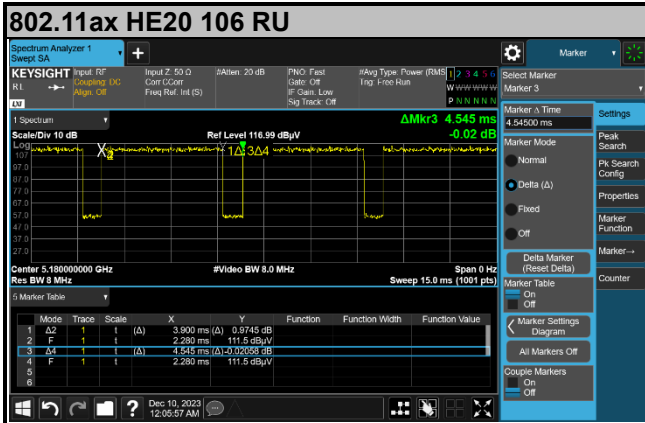 802.11ax HE20 106 RU
Spectrum Analyzer 1
Swept SA
+
Marker
KEYSIGHT
RL
LXI
Input: RF
Coupling: DC
Align: Off
Input Z: 50 Ω
Corr CCorr
Freq Ref: Int (S)
#Atten: 20 dB
PNO: Fast
Gate: Off
IF Gain: Low
Sig Track: Off
#Avg Type: Power (RMS)
Trig: Free Run
1 2 3 4 5 6
W W W W W W
P N N N N N
Select Marker
Marker 3
Marker Δ Time
4.54500 ms
Settings
Peak Search
Pk Search Config
Properties
Marker Function
Marker→
Counter
Marker Mode
Normal
Delta (Δ)
Fixed
Off
Delta Marker (Reset Delta)
Marker Table
On
Off
Marker Settings Diagram
All Markers Off
Couple Markers
On
Off
1 Spectrum
Scale/Div 10 dB
Log
Ref Level 116.99 dBµV
ΔMkr3 4.545 ms
-0.02 dB
107
97.0
87.0
77.0
67.0
57.0
47.0
37.0
27.0
X2
1Δ2
3Δ4
Center 5.180000000 GHz
Res BW 8 MHz
#Video BW 8.0 MHz
Span 0 Hz
Sweep 15.0 ms (1001 pts)
5 Marker Table
Mode Trace Scale X Y Function Function Width Function Value
1 Δ2 1 t (Δ) 3.900 ms (Δ) 0.9745 dB
2 F 1 t 2.280 ms 111.5 dBµV
3 Δ4 1 t (Δ) 4.545 ms (Δ) -0.02058 dB
4 F 1 t 2.280 ms 111.5 dBµV
5
6
? Dec 10, 2023
12:05:57 AM